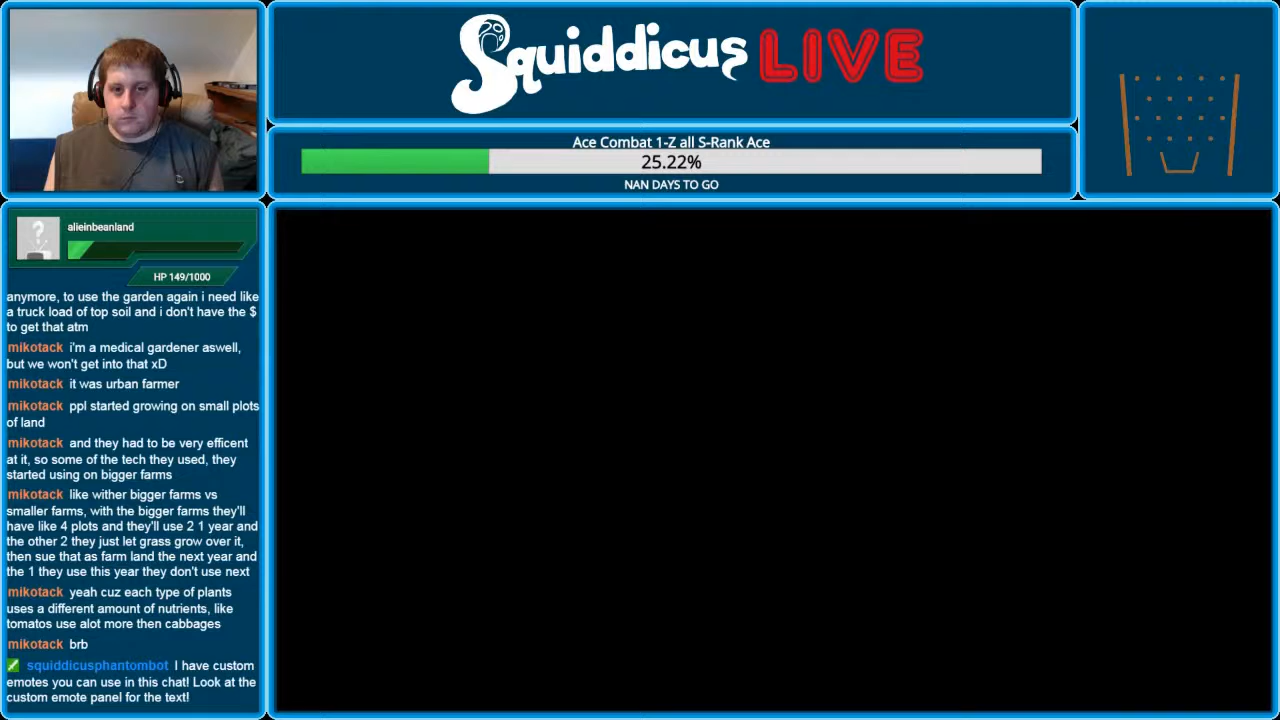 Squiddicus LIVE
Ace Combat 1-Z all S-Rank Ace
25.22%
NAN DAYS TO GO
alieinbeanland
HP 149/1000
anymore, to use the garden again i need like
a truck load of top soil and i don't have the $
to get that atm
mikotack i'm a medical gardener aswell,
but we won't get into that xD
mikotack it was urban farmer
mikotack ppl started growing on small plots
of land
mikotack and they had to be very efficent
at it, so some of the tech they used, they
started using on bigger farms
mikotack like wither bigger farms vs
smaller farms, with the bigger farms they'll
have like 4 plots and they'll use 2 1 year and
the other 2 they just let grass grow over it,
then sue that as farm land the next year and
the 1 they use this year they don't use next
mikotack yeah cuz each type of plants
uses a different amount of nutrients, like
tomatos use alot more then cabbages
mikotack brb
squiddicusphantombot I have custom
emotes you can use in this chat! Look at the
custom emote panel for the text!